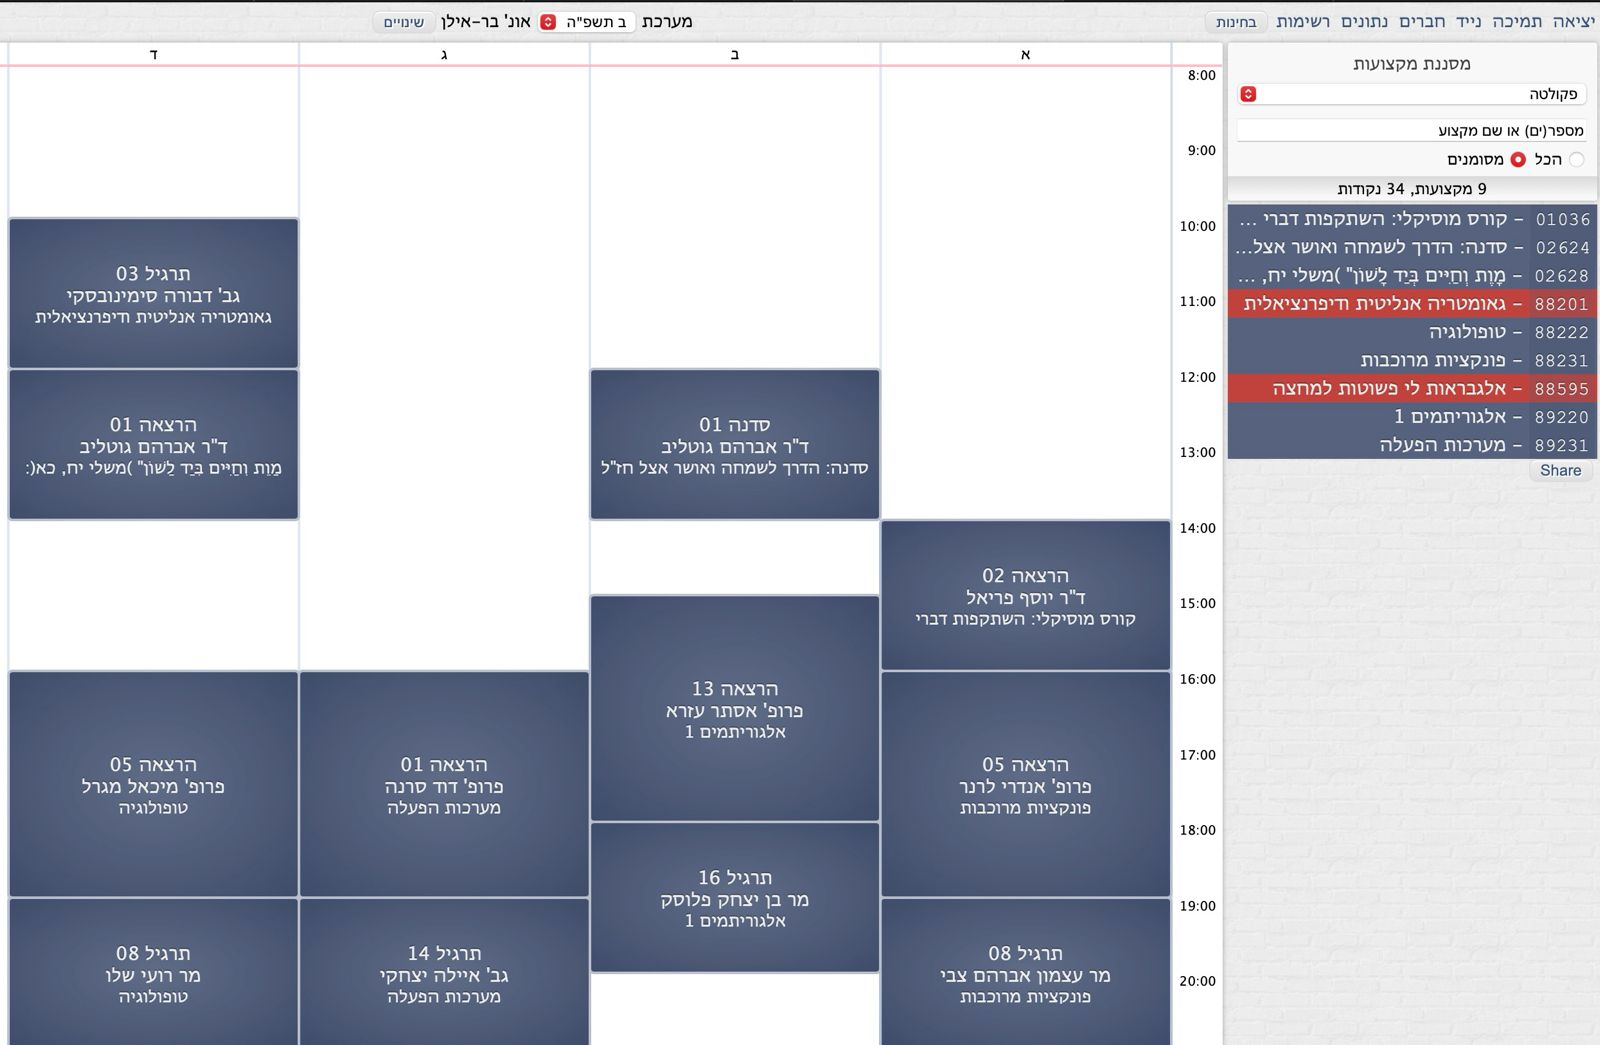 יציאה תמיכה נייד חברים נתונים רשימות בחינות
מערכת ב תשפ"ה אונ' בר-אילן שינויים
מסננת מקצועות
פקולטה
מספר(ים) או שם מקצוע
הכל מסומנים
9 מקצועות, 34 נקודות
01036 - קורס מוסיקלי: השתקפות דברי ...
02624 - סדנה: הדרך לשמחה ואושר אצל...
02628 - מָוֶת וְחַיִּים בְּיַד לָשׁוֹן" )משלי יח, ...
88201 - גאומטריה אנליטית ודיפרנציאלית
88222 - טופולוגיה
88231 - פונקציות מרוכבות
88595 - אלגבראות לי פשוטות למחצה
89220 - אלגוריתמים 1
89231 - מערכות הפעלה
Share
א ב ג ד
8:00
9:00
10:00
11:00
12:00
13:00
14:00
15:00
16:00
17:00
18:00
19:00
20:00
הרצאה 02
ד"ר יוסף פריאל
קורס מוסיקלי: השתקפות דברי
הרצאה 05
פרופ' אנדרי לרנר
פונקציות מרוכבות
תרגיל 08
מר עצמון אברהם צבי
פונקציות מרוכבות
סדנה 01
ד"ר אברהם גוטליב
סדנה: הדרך לשמחה ואושר אצל חז"ל
הרצאה 13
פרופ' אסתר עזרא
אלגוריתמים 1
תרגיל 16
מר בן יצחק פלוסק
אלגוריתמים 1
הרצאה 01
פרופ' דוד סרנה
מערכות הפעלה
תרגיל 14
גב' איילה יצחקי
מערכות הפעלה
תרגיל 03
גב' דבורה סימינובסקי
גאומטריה אנליטית ודיפרנציאלית
הרצאה 01
ד"ר אברהם גוטליב
מָוֶת וְחַיִּים בְּיַד לָשׁוֹן" )משלי יח, כא(:
הרצאה 05
פרופ' מיכאל מגרל
טופולוגיה
תרגיל 08
מר רועי שלו
טופולוגיה